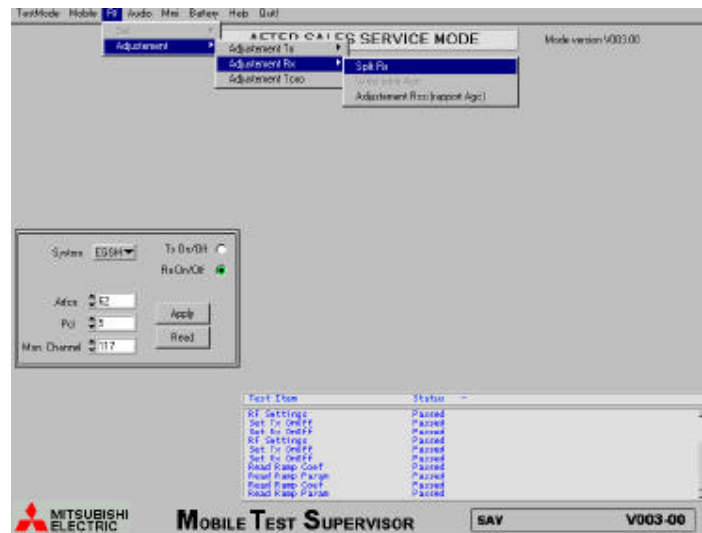 TestMode Mobile Rf Audio Mmi Battery Help Quit!
AFTER SALES SERVICE MODE
Mode version V003.00
Adjustement
Adjustement Tx
Adjustement Rx
Adjustement Tcxo
Split Rx
Adjustement Rssi (rapport Agc)
System EGSM
Tx On/Off
Rx On/Off
Arfcn 62
Pcl 5
Mon. Channel 117
Apply
Read
Test Item Status -
RF Settings Passed
Set Tx OnOff Passed
Set Rx OnOff Passed
RF Settings Passed
Set Tx OnOff Passed
Set Rx OnOff Passed
Read Ramp Coef Passed
Read Ramp Param Passed
Read Ramp Coef Passed
Read Ramp Param Passed
MITSUBISHI
ELECTRIC
MOBILE TEST SUPERVISOR
SAV
V003-00